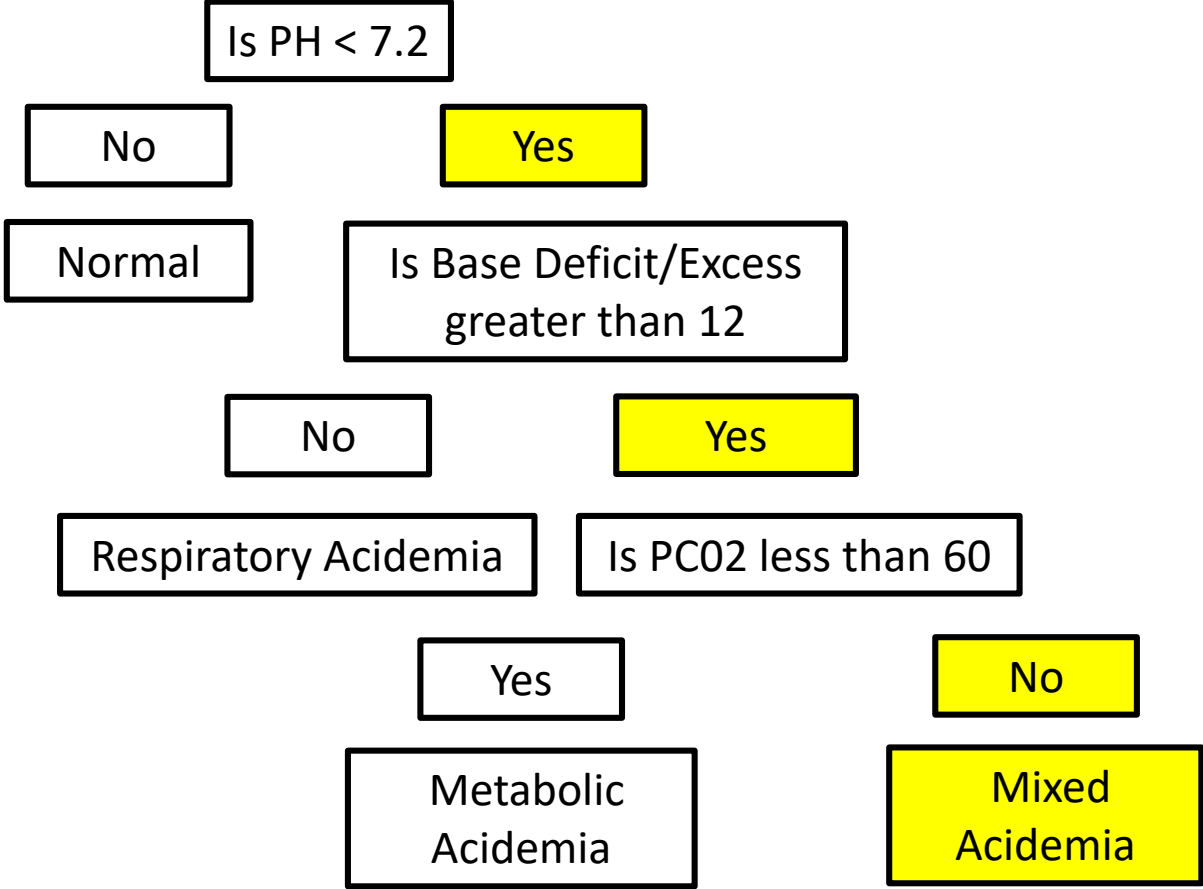 Is PH < 7.2
No
Yes
Normal
Is Base Deficit/Excess
greater than 12
No
Yes
Respiratory Acidemia
Is PC02 less than 60
Yes
No
Metabolic
Acidemia
Mixed
Acidemia